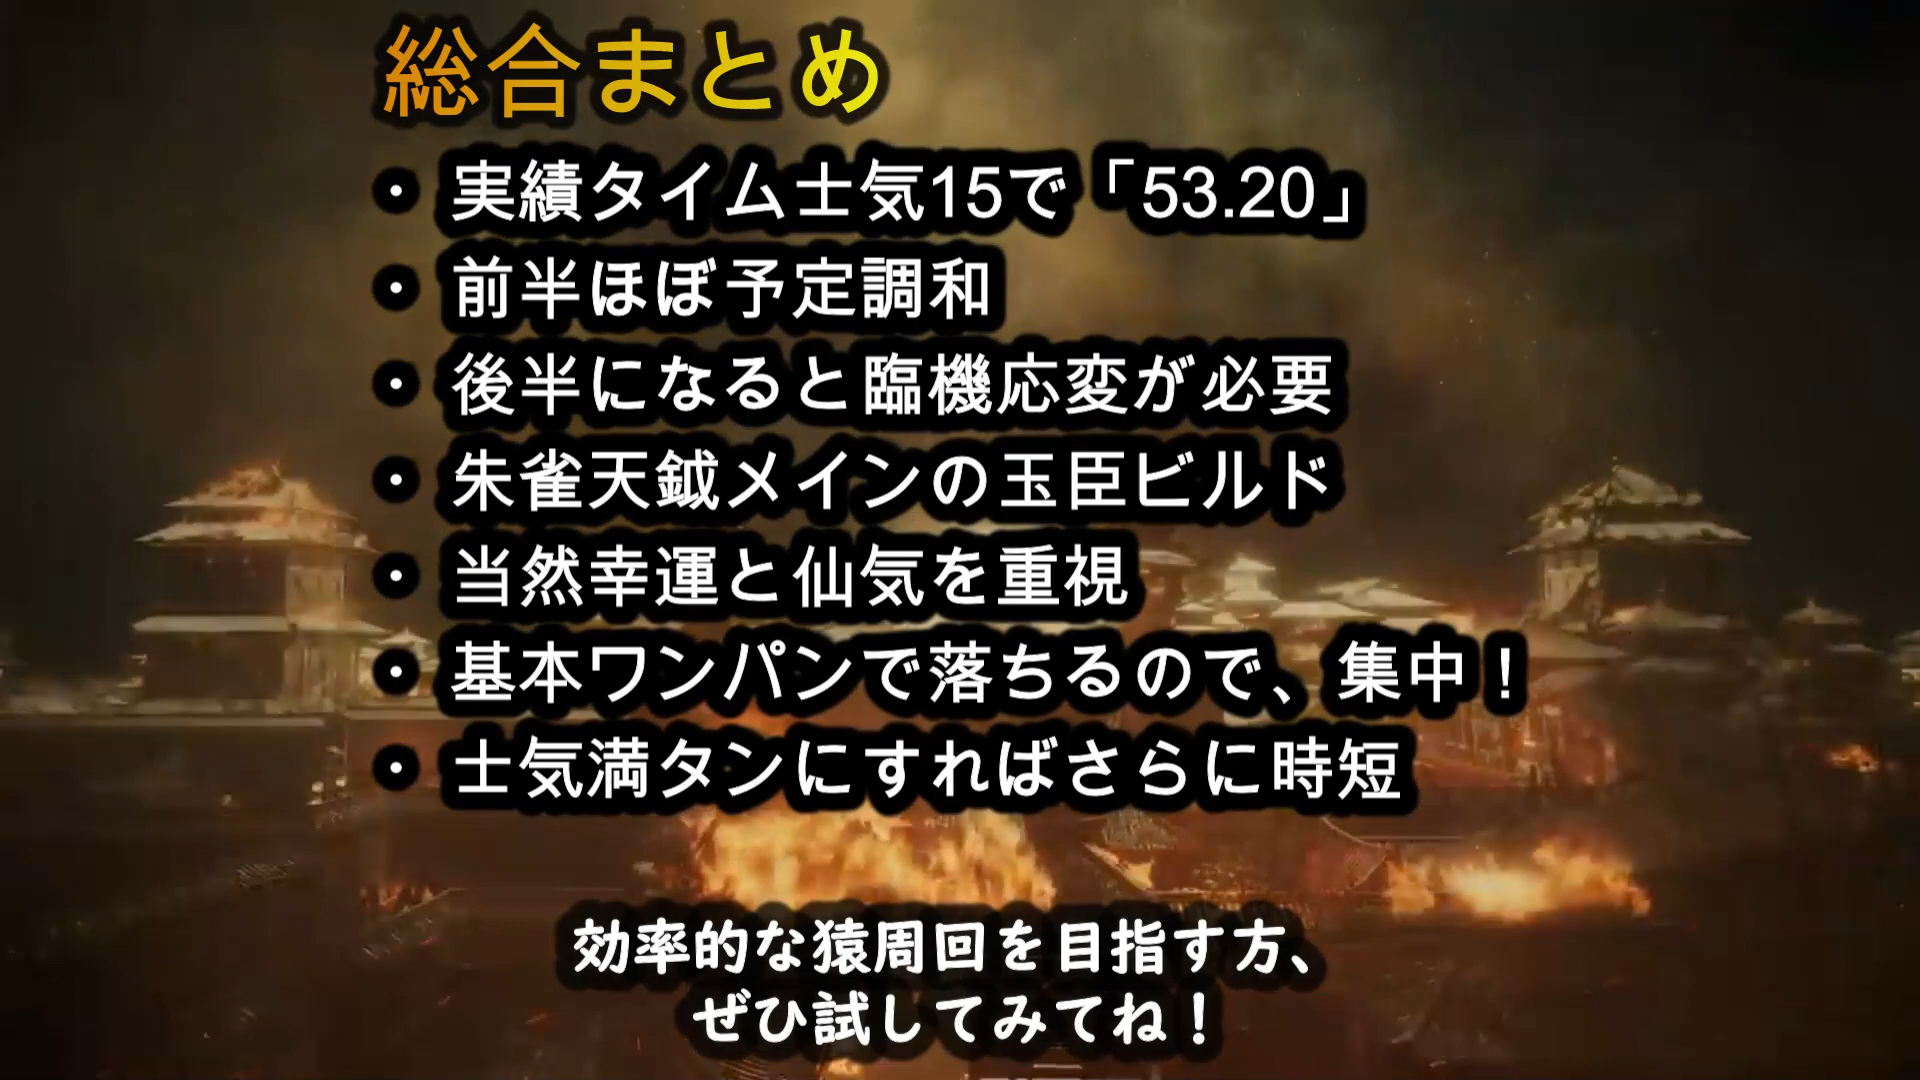 総合まとめ
・ 実績タイム士気15で「53.20」
・ 前半ほぼ予定調和
・ 後半になると臨機応変が必要
・ 朱雀天鉞メインの玉臣ビルド
・ 当然幸運と仙気を重視
・ 基本ワンパンで落ちるので、集中！
・ 士気満タンにすればさらに時短
効率的な猿周回を目指す方、
ぜひ試してみてね！